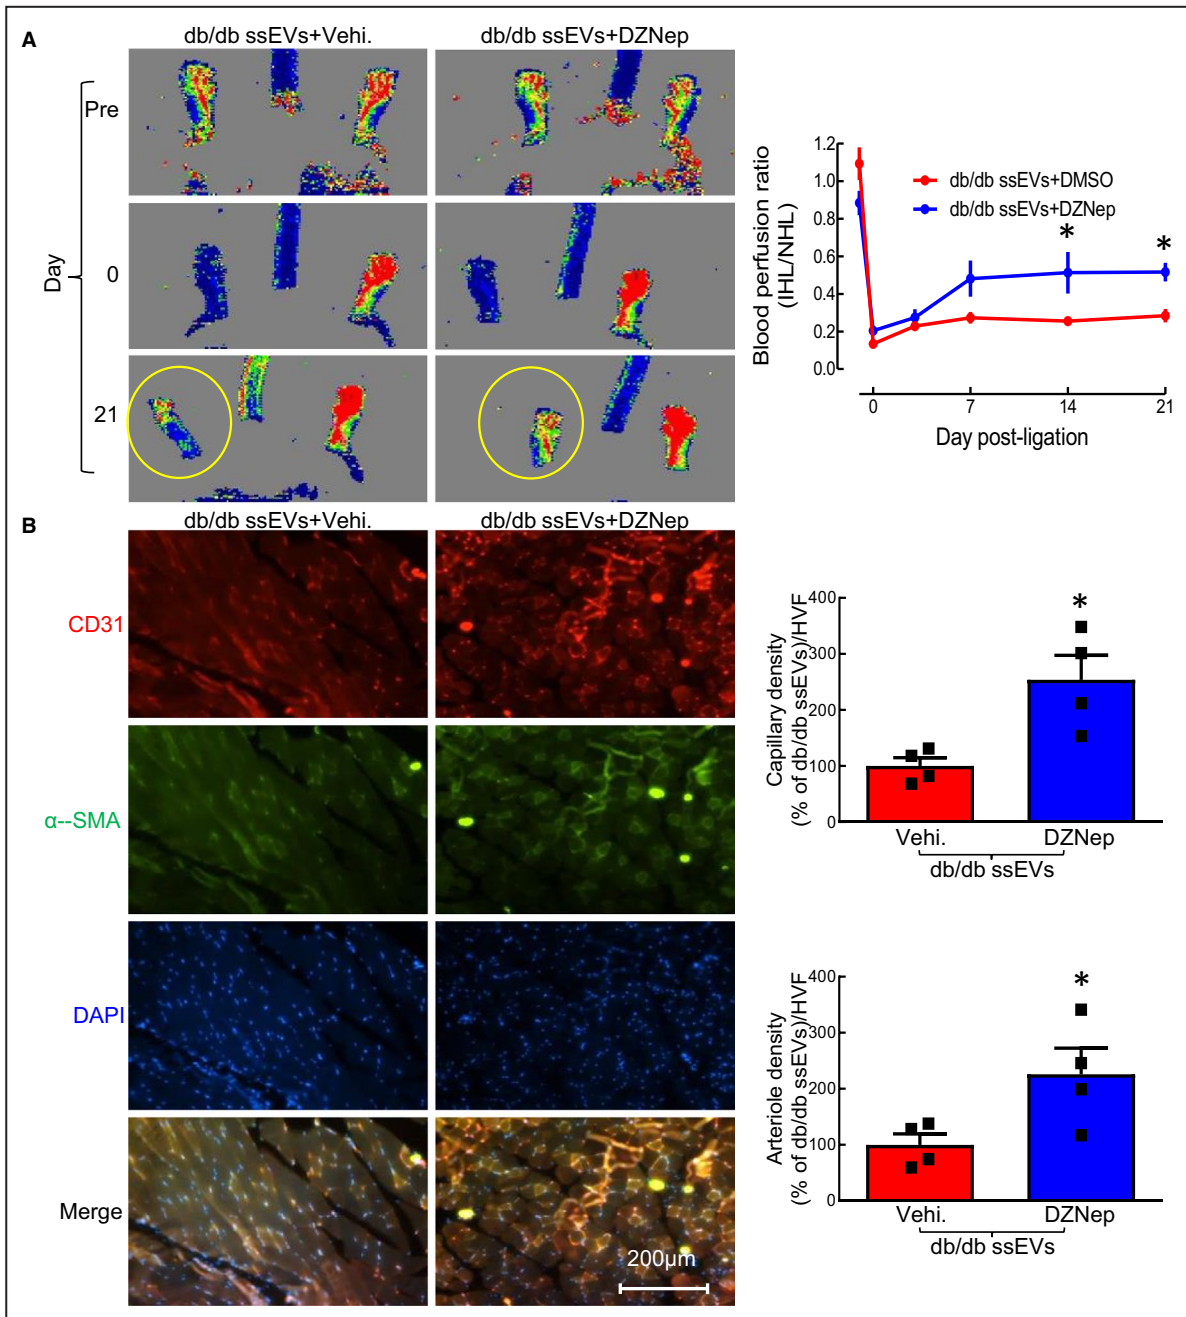 A
db/db ssEVs+Vehi.
db/db ssEVs+DZNep
Day
Pre
0
21
Blood perfusion ratio
(IHL/NHL)
1.2
1.0
0.8
0.6
0.4
0.2
0.0
db/db ssEVs+DMSO
db/db ssEVs+DZNep
*
*
0
7
14
21
Day post-ligation
B
db/db ssEVs+Vehi.
db/db ssEVs+DZNep
CD31
α--SMA
DAPI
Merge
200μm
Capillary density
(% of db/db ssEVs)/HVF
400
300
200
100
0
*
Vehi.
DZNep
db/db ssEVs
Arteriole density
(% of db/db ssEVs)/HVF
400
300
200
100
0
*
Vehi.
DZNep
db/db ssEVs